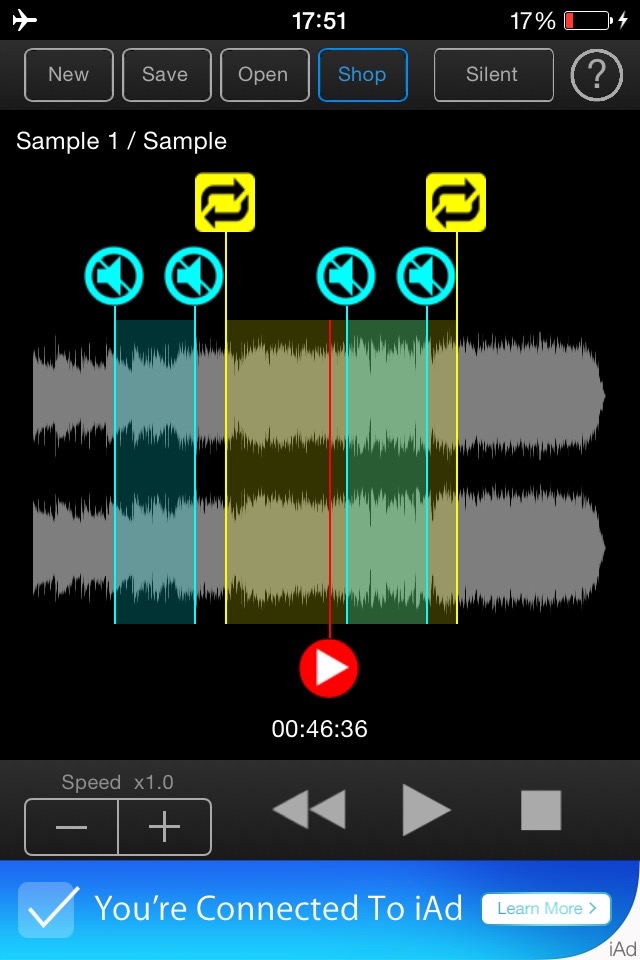 17:51
17%
New
Save
Open
Shop
Silent
?
Sample 1 / Sample
00:46:36
Speed x1.0
You're Connected To iAd
Learn More >
iAd